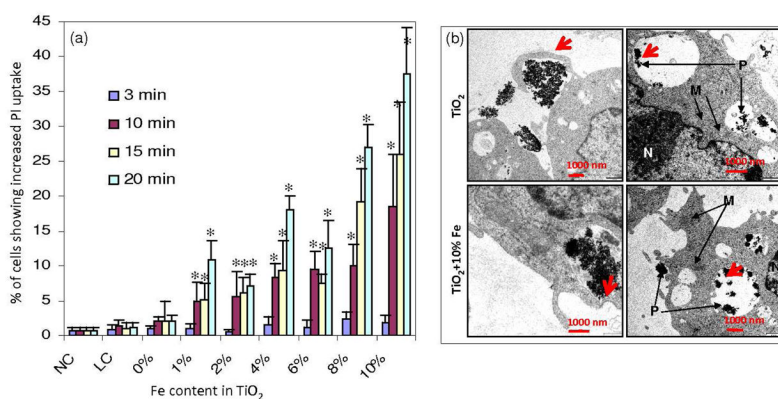 (a)
% of cells showing increased PI uptake
45
40
35
30
25
20
15
10
5
0
3 min
10 min
15 min
20 min
*
* *
* * *
* * *
* * *
* * *
* * *
NC
LC
0%
1%
2%
4%
6%
8%
10%
Fe content in TiO₂
(b)
TiO₂
1000 nm
P
M
N
1000 nm
TiO₂+10% Fe
1000 nm
M
P
1000 nm